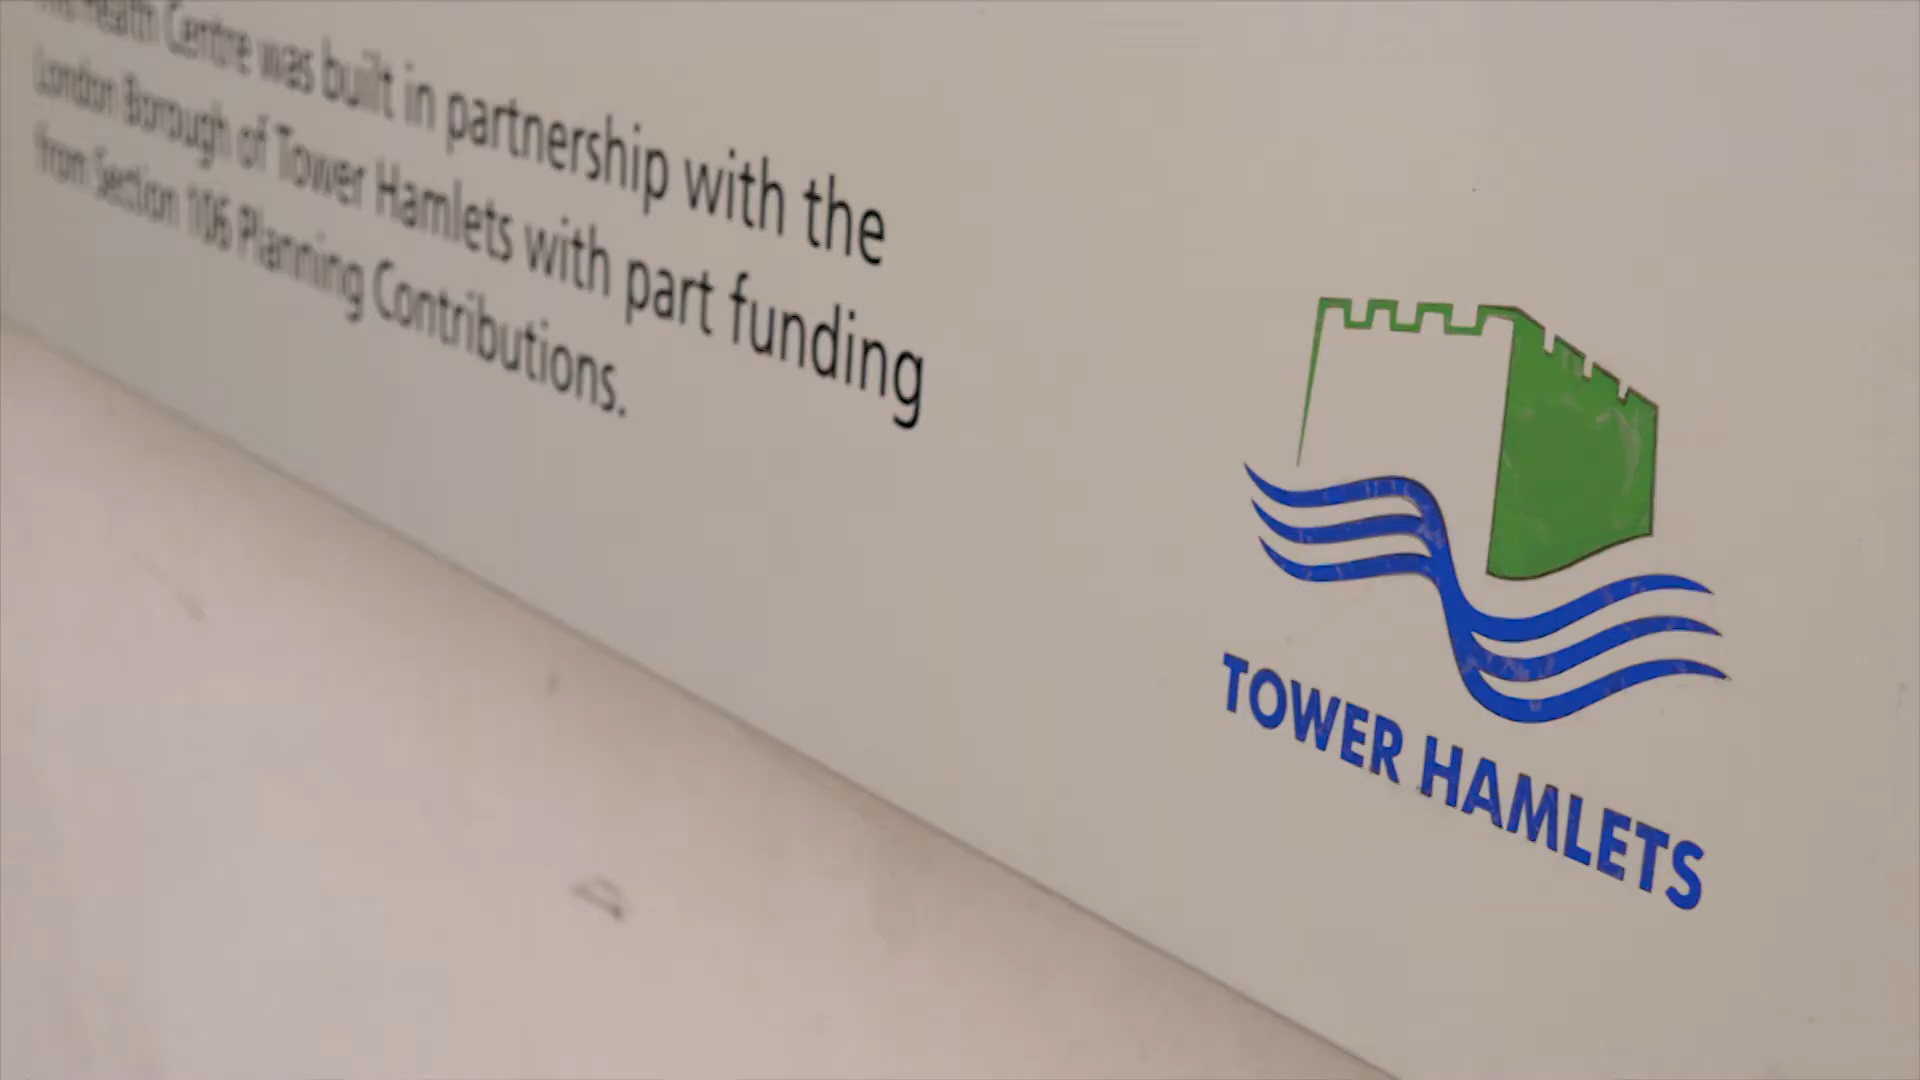 This Health Centre was built in partnership with the
London Borough of Tower Hamlets with part funding
from Section 106 Planning Contributions.
TOWER HAMLETS